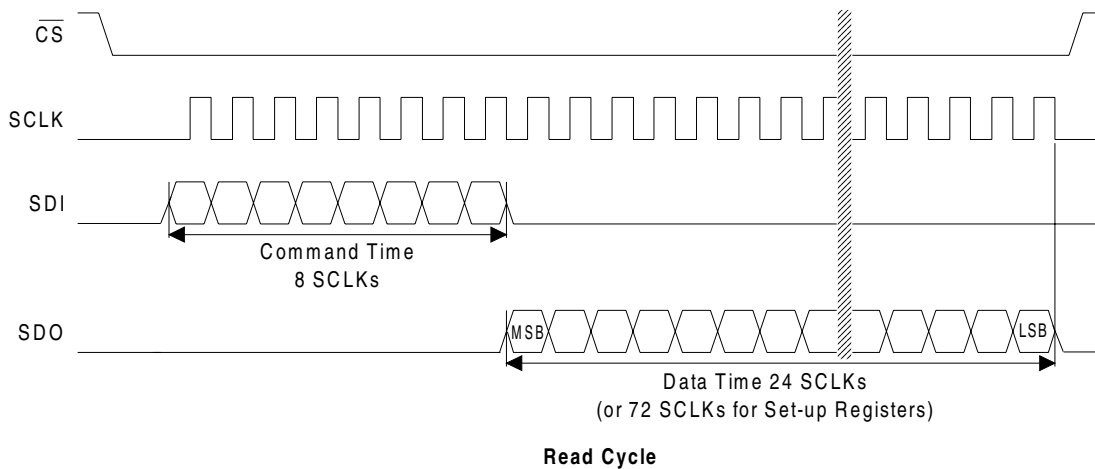 CS
SCLK
SDI
Command Time
8 SCLKs
SDO
MSB
LSB
Data Time 24 SCLKs
(or 72 SCLKs for Set-up Registers)
Read Cycle